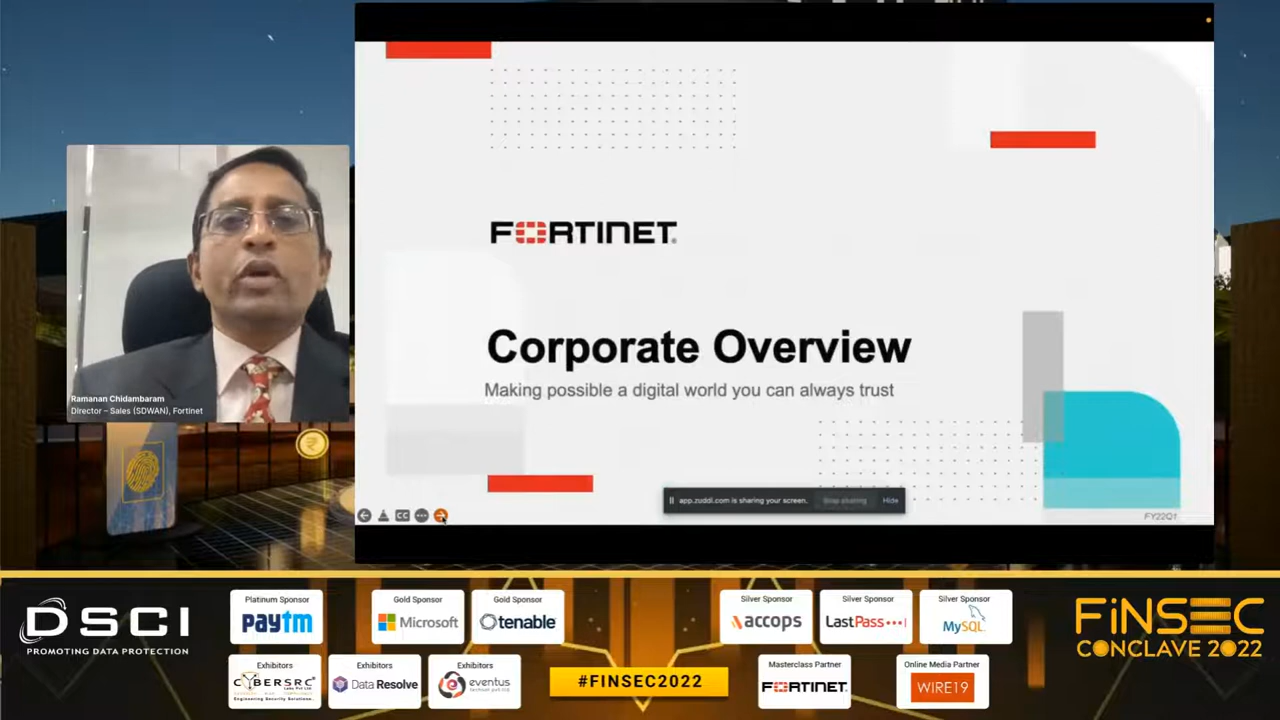 FORTINET
Corporate Overview
Making possible a digital world you can always trust
app.zuddl.com is sharing your screen. Stop sharing Hide
CC
FY22Q1
Ramanan Chidambaram
Director – Sales (SDWAN), Fortinet
DSCI
PROMOTING DATA PROTECTION
Platinum Sponsor
paytm
Gold Sponsor
Microsoft
Gold Sponsor
tenable
Silver Sponsor
accops
Silver Sponsor
LastPass
Silver Sponsor
MySQL
FINSEC
CONCLAVE 2022
Exhibitors
CYBERSRC
Exhibitors
Data Resolve
Exhibitors
eventus
#FINSEC2022
Masterclass Partner
FORTINET
Online Media Partner
WIRE19